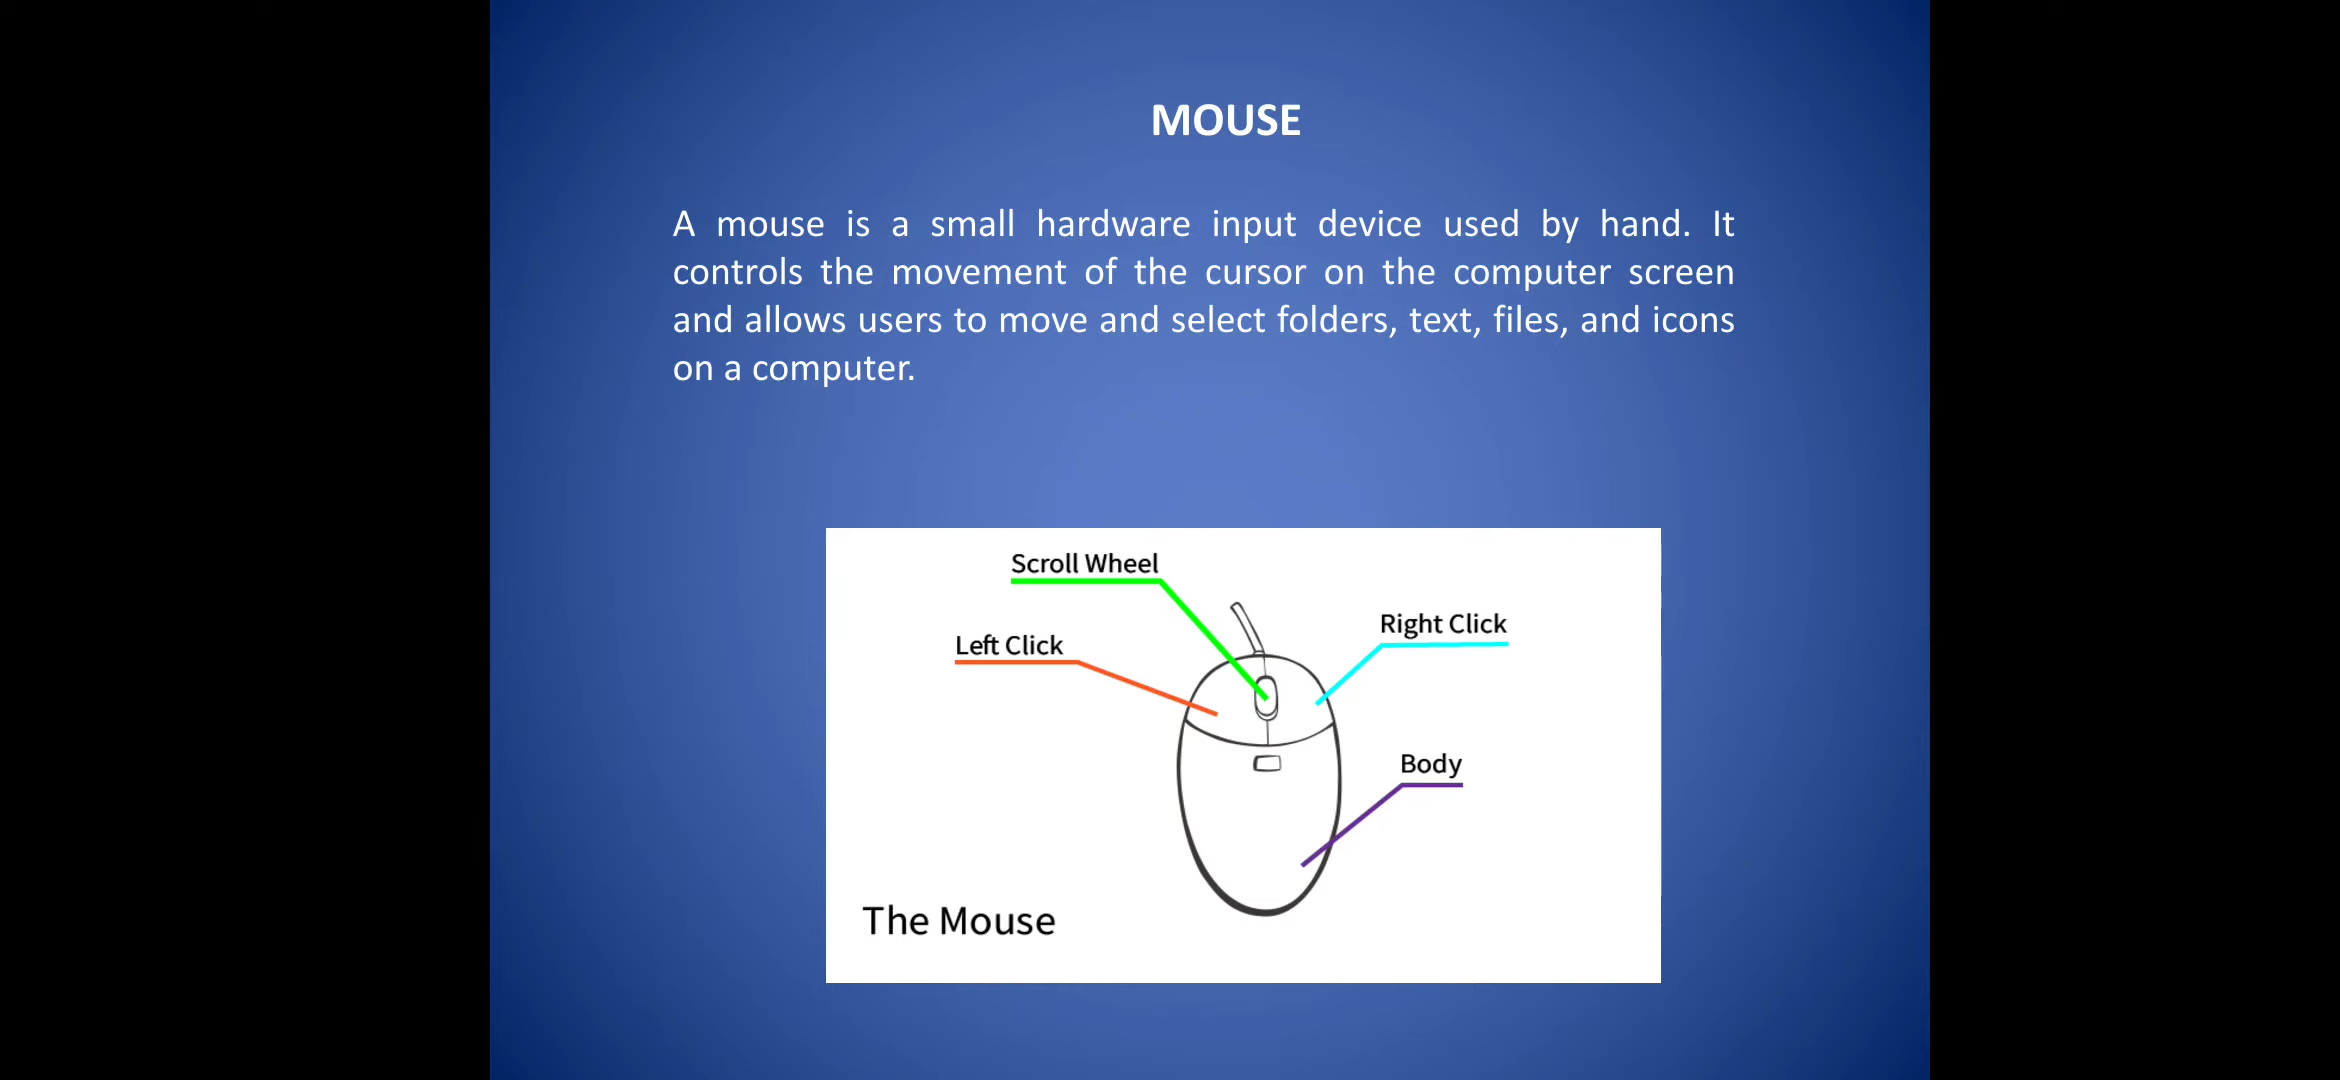 MOUSE
A mouse is a small hardware input device used by hand. It
controls the movement of the cursor on the computer screen
and allows users to move and select folders, text, files, and icons
on a computer.
Scroll Wheel
Right Click
Left Click
Body
The Mouse